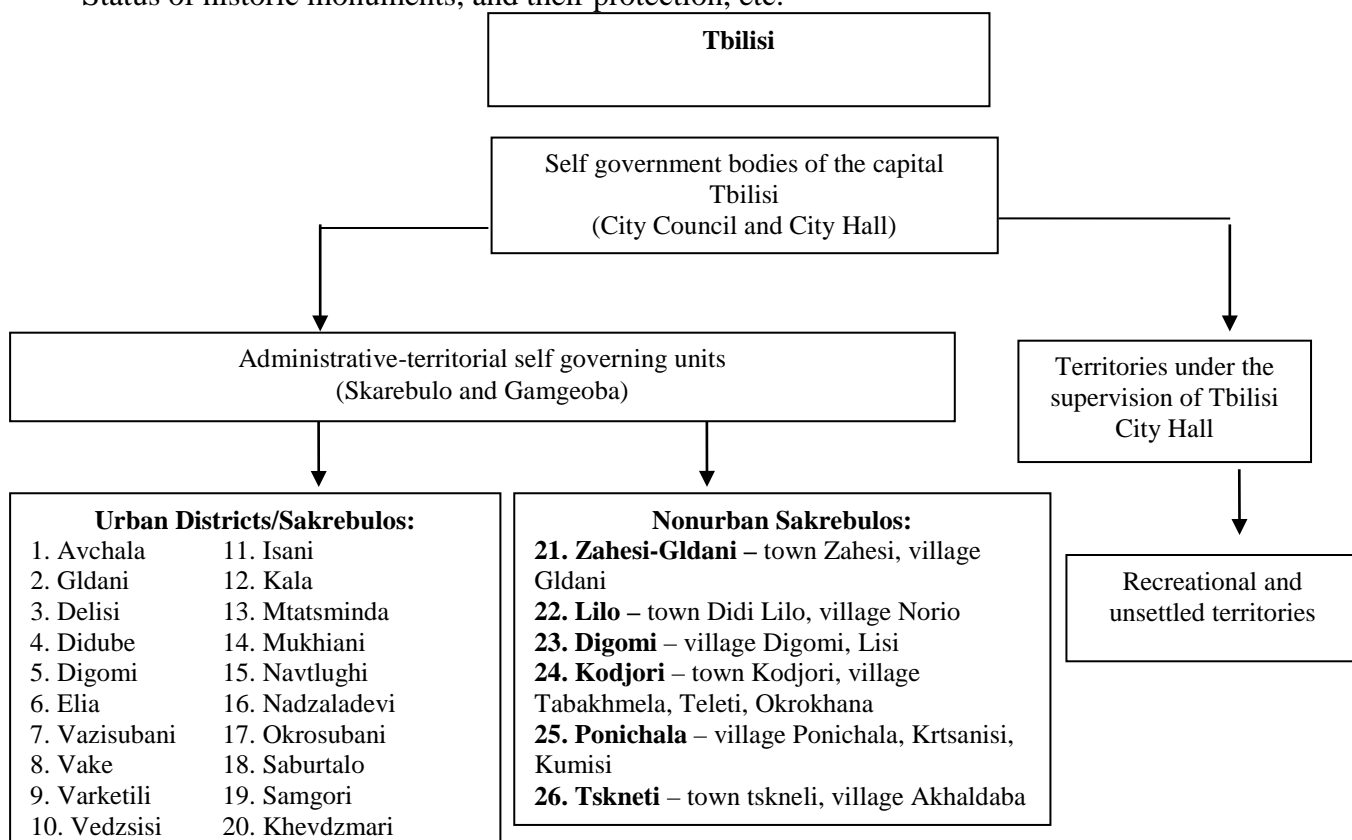 Status of historic monuments, and their protection, etc.
Tbilisi
Self government bodies of the capital
Tbilisi
(City Council and City Hall)
Administrative-territorial self governing units
(Skarebulo and Gamgeoba)
Territories under the
supervision of Tbilisi
City Hall
Urban Districts/Sakrebulos:
1. Avchala
2. Gldani
3. Delisi
4. Didube
5. Digomi
6. Elia
7. Vazisubani
8. Vake
9. Varketili
10. Vedzsisi
11. Isani
12. Kala
13. Mtatsminda
14. Mukhiani
15. Navtlughi
16. Nadzaladevi
17. Okrosubani
18. Saburtalo
19. Samgori
20. Khevdzmari
Nonurban Sakrebulos:
21. Zahesi-Gldani – town Zahesi, village
Gldani
22. Lilo – town Didi Lilo, village Norio
23. Digomi – village Digomi, Lisi
24. Kodjori – town Kodjori, village
Tabakhmela, Teleti, Okrokhana
25. Ponichala – village Ponichala, Krtsanisi,
Kumisi
26. Tskneti – town tskneli, village Akhaldaba
Recreational and
unsettled territories